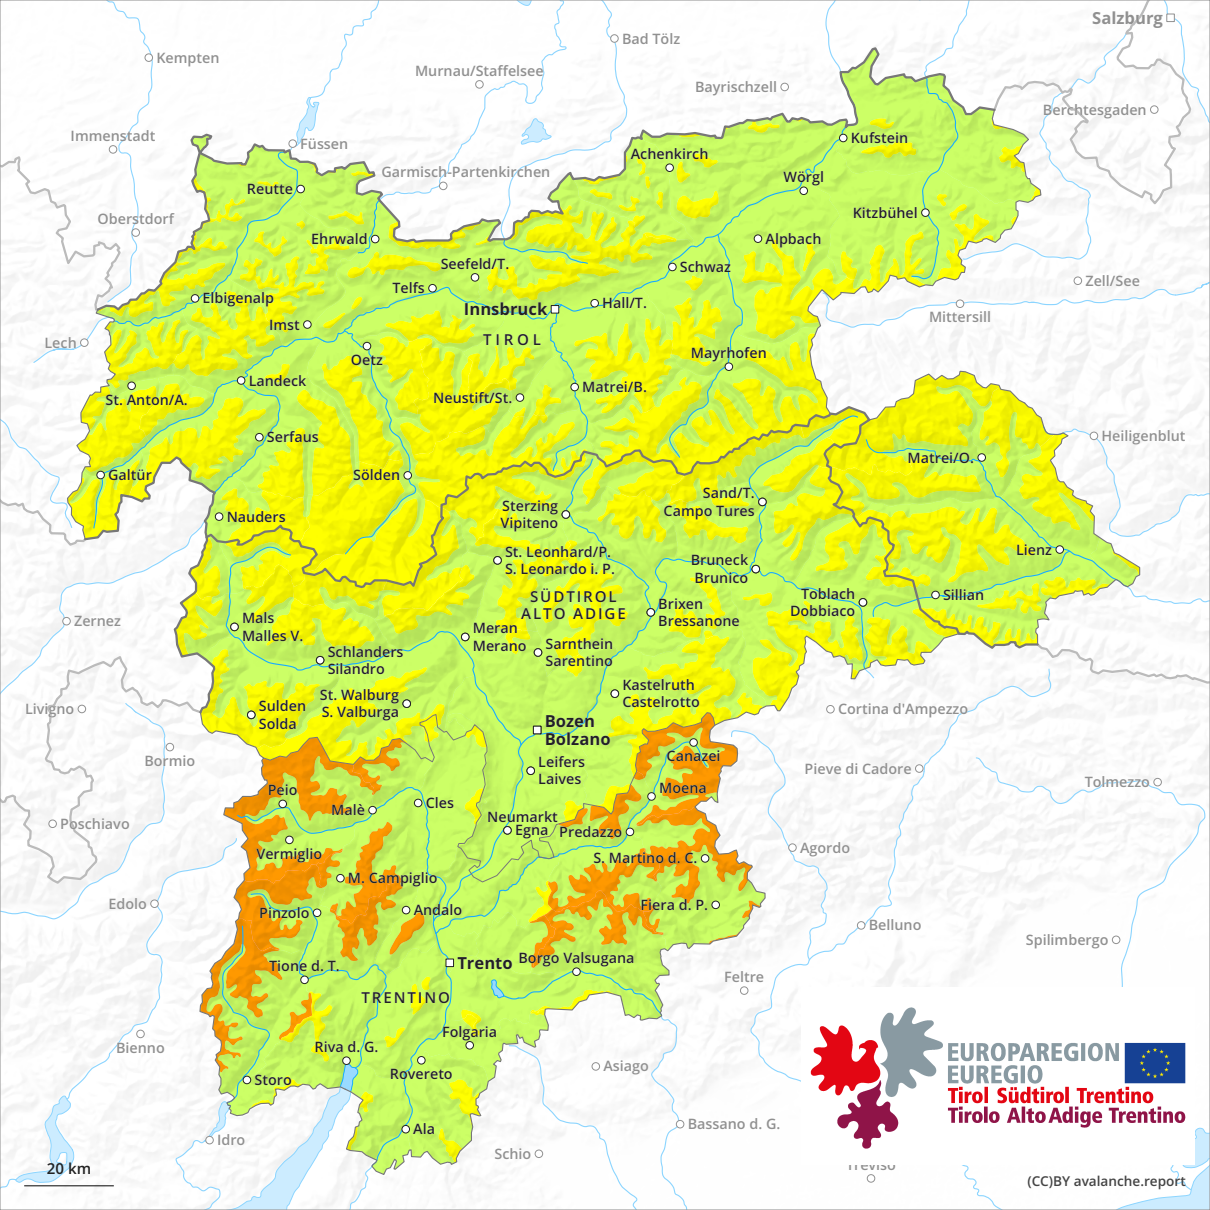 Salzburg
Bad Tölz
Kempten
Murnau/Staffelsee
Bayrischzell
Berchtesgaden
Immenstadt
Füssen
Kufstein
Achenkirch
Garmisch-Partenkirchen
Wörgl
Reutte
Oberstdorf
Kitzbühel
Ehrwald
Alpbach
Seefeld/T.
Schwaz
Zell/See
Telfs
Elbigenalp
Hall/T.
Innsbruck
Mittersill
Imst
TIROL
Lech
Oetz
Mayrhofen
Landeck
Matrei/B.
St. Anton/A.
Neustift/St.
Serfaus
Heiligenblut
Matrei/O.
Galtür
Sölden
Sand/T.
Campo Tures
Sterzing
Vipiteno
Nauders
Lienz
St. Leonhard/P.
S. Leonardo i. P.
Bruneck
Brunico
SÜDTIROL
ALTO ADIGE
Toblach
Dobbiaco
Sillian
Brixen
Bressanone
Zernez
Mals
Malles V.
Meran
Merano
Sarnthein
Sarentino
Schlanders
Silandro
Kastelruth
Castelrotto
St. Walburg
S. Valburga
Livigno
Sulden
Solda
Cortina d'Ampezzo
Bozen
Bolzano
Bormio
Canazei
Leifers
Laives
Pieve di Cadore
Tolmezzo
Peio
Moena
Cles
Malè
Neumarkt
Egna
Poschiavo
Predazzo
Agordo
Vermiglio
S. Martino d. C.
M. Campiglio
Edolo
Pinzolo
Andalo
Fiera d. P.
Belluno
Spilimbergo
Borgo Valsugana
Trento
Tione d. T.
Feltre
TRENTINO
Folgaria
Bienno
Riva d. G.
Rovereto
Asiago
Storo
EUROPAREGION
EUREGIO
Tirol Südtirol Trentino
Tirolo Alto Adige Trentino
Ala
Bassano d. G.
Idro
Schio
Treviso
20 km
(CC)BY avalanche.report